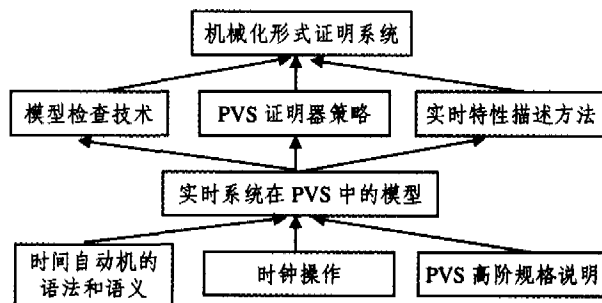 机械化形式证明系统
模型检查技术
PVS 证明器策略
实时特性描述方法
实时系统在 PVS 中的模型
时间自动机的
语法和语义
时钟操作
PVS 高阶规格说明